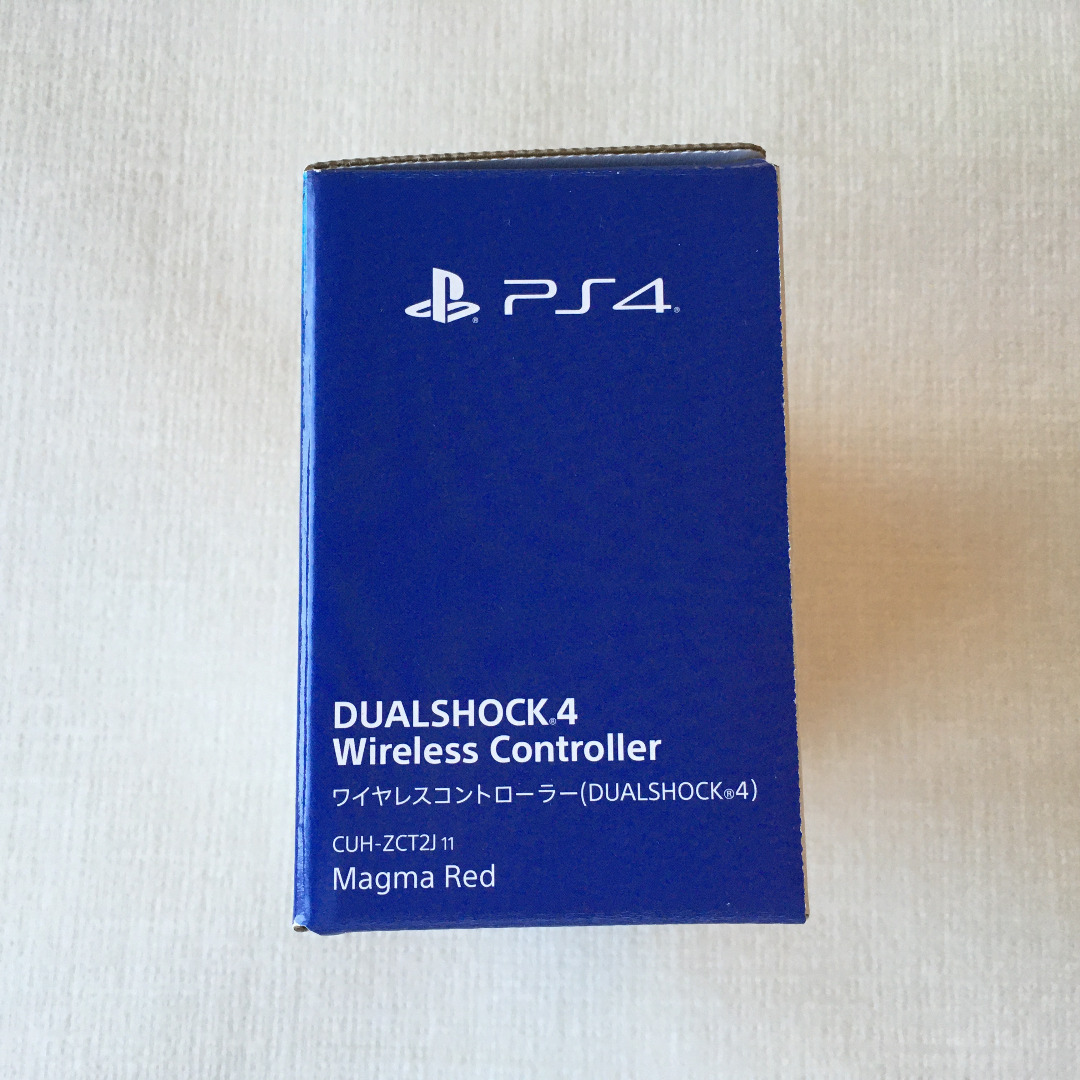 PS4®
DUALSHOCK®4
Wireless Controller
ワイヤレスコントローラー(DUALSHOCK®4)
CUH-ZCT2J 11
Magma Red